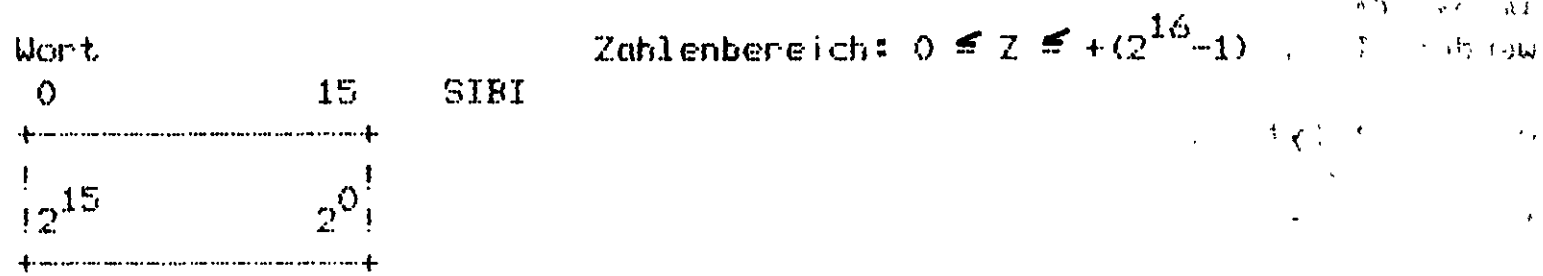 Wort Zahlenbereich: 0 ≤ Z ≤ +(2^16-1)
0 15 SIBI
+------------------+
! !
!2^15 2^0!
+------------------+